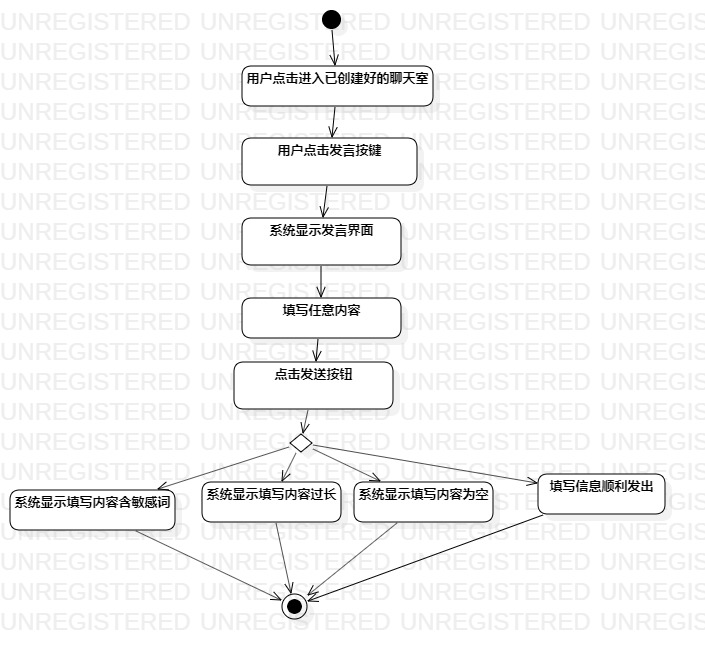 用户点击进入已创建好的聊天室
用户点击发言按键
系统显示发言界面
填写任意内容
点击发送按钮
系统显示填写内容含敏感词
系统显示填写内容过长
系统显示填写内容为空
填写信息顺利发出
UNREGISTERED UNREGISTERED UNREGISTERED UNREGIS